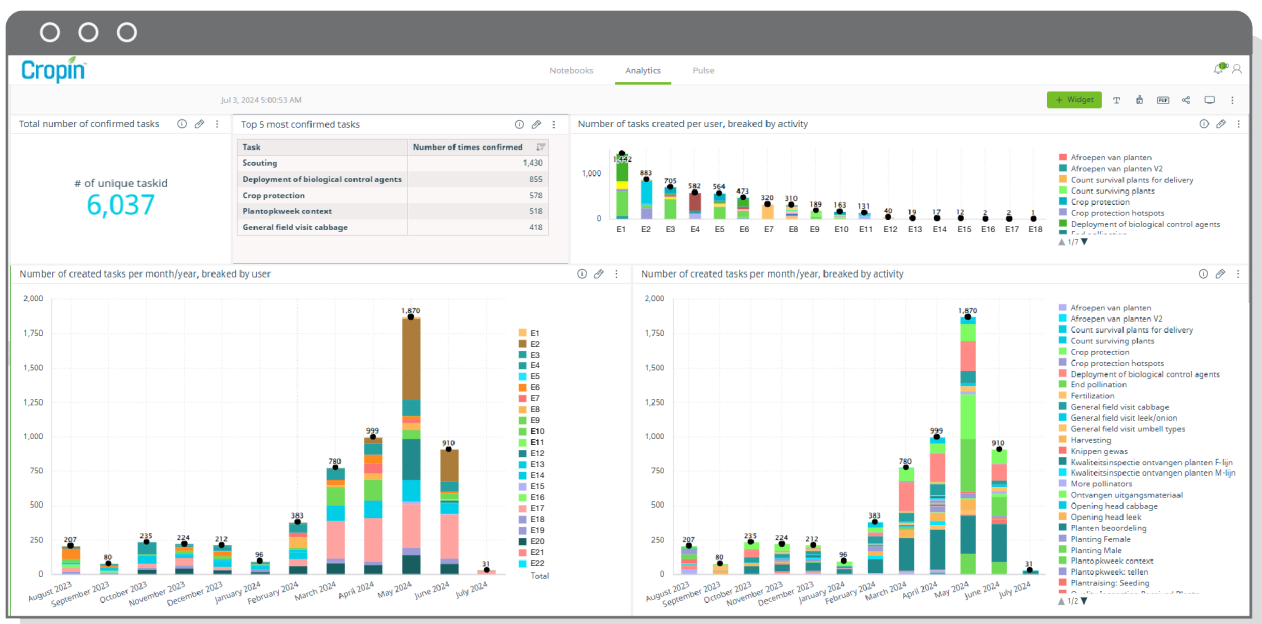 Cropin
Notebooks Analytics Pulse
Jul 3, 2024 5:00:53 AM
+ Widget
T
PDF
Total number of confirmed tasks
# of unique taskid
6,037
Top 5 most confirmed tasks
Task Number of times confirmed
Scouting 1,430
Deployment of biological control agents 855
Crop protection 578
Plantopkweek context 518
General field visit cabbage 418
Number of tasks created per user, breaked by activity
1,000
0
1,442 883 705 582 564 473 320 310 189 163 131 40 19 17 12 2 2 1
E1 E2 E3 E4 E5 E6 E7 E8 E9 E10 E11 E12 E13 E14 E15 E16 E17 E18
Afroepen van planten
Afroepen van planten V2
Count survival plants for delivery
Count surviving plants
Crop protection
Crop protection hotspots
Deployment of biological control agents
End pollination
1/7
Number of created tasks per month/year, breaked by user
2,000
1,750
1,500
1,250
1,000
750
500
250
0
207 80 235 224 212 96 383 780 999 1,870 910 31
August 2023 September 2023 October 2023 November 2023 December 2023 January 2024 February 2024 March 2024 April 2024 May 2024 June 2024 July 2024
E1
E2
E3
E4
E5
E6
E7
E8
E9
E10
E11
E12
E13
E14
E15
E16
E17
E18
E19
E20
E21
E22
Total
Number of created tasks per month/year, breaked by activity
2,000
1,750
1,500
1,250
1,000
750
500
250
0
207 80 235 224 212 96 383 780 999 1,870 910 31
August 2023 September 2023 October 2023 November 2023 December 2023 January 2024 February 2024 March 2024 April 2024 May 2024 June 2024 July 2024
Afroepen van planten
Afroepen van planten V2
Count survival plants for delivery
Count surviving plants
Crop protection
Crop protection hotspots
Deployment of biological control agents
End pollination
Fertilization
General field visit cabbage
General field visit leek/onion
General field visit umbell types
Harvesting
Knippen gewas
Kwaliteitsinspectie ontvangen planten F-lijn
Kwaliteitsinspectie ontvangen planten M-lijn
More pollinators
Ontvangen uitgangsmateriaal
Opening head cabbage
Opening head leek
Planten beoordeling
Planting Female
Planting Male
Plantopkweek context
Plantopkweek: tellen
Plantraising: Seeding
1/2